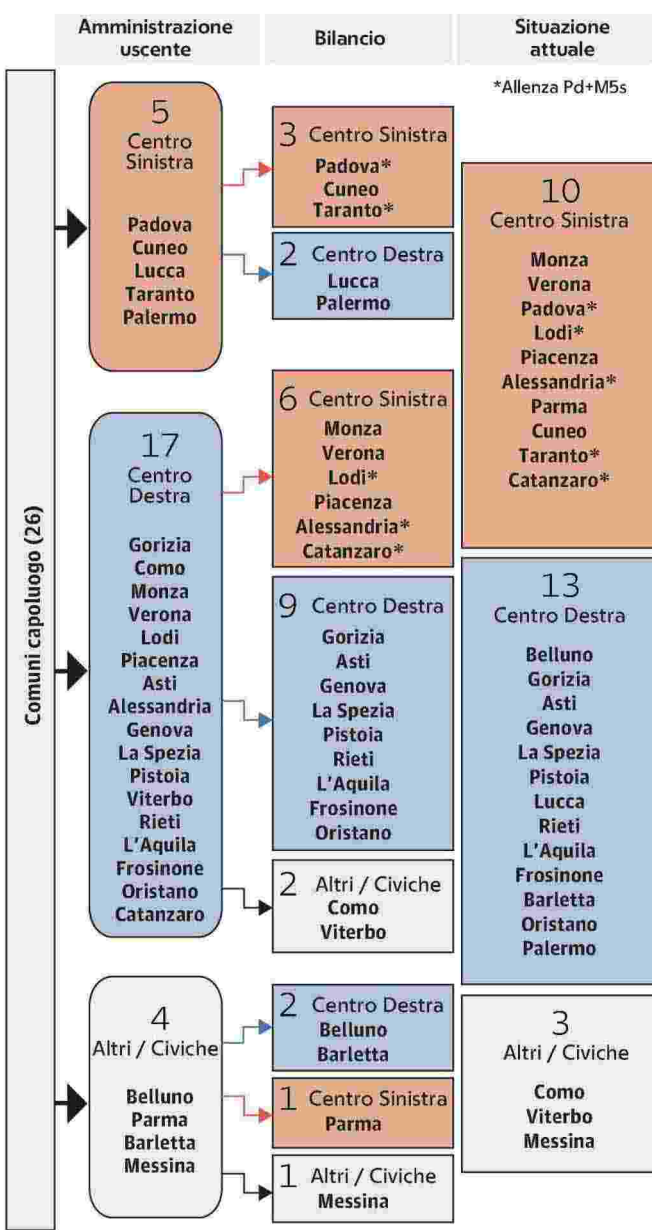 Amministrazione
uscente
Bilancio
Situazione
attuale
*Allenza Pd+M5s
Comuni capoluogo (26)
5
Centro
Sinistra
Padova
Cuneo
Lucca
Taranto
Palermo
3 Centro Sinistra
Padova*
Cuneo
Taranto*
2 Centro Destra
Lucca
Palermo
17
Centro
Destra
Gorizia
Como
Monza
Verona
Lodi
Piacenza
Asti
Alessandria
Genova
La Spezia
Pistoia
Viterbo
Rieti
L'Aquila
Frosinone
Oristano
Catanzaro
6 Centro Sinistra
Monza
Verona
Lodi*
Piacenza
Alessandria*
Catanzaro*
9 Centro Destra
Gorizia
Asti
Genova
La Spezia
Pistoia
Rieti
L'Aquila
Frosinone
Oristano
2 Altri / Civiche
Como
Viterbo
4
Altri / Civiche
Belluno
Parma
Barletta
Messina
2 Centro Destra
Belluno
Barletta
1 Centro Sinistra
Parma
1 Altri / Civiche
Messina
10
Centro Sinistra
Monza
Verona
Padova*
Lodi*
Piacenza
Alessandria*
Parma
Cuneo
Taranto*
Catanzaro*
13
Centro Destra
Belluno
Gorizia
Asti
Genova
La Spezia
Pistoia
Lucca
Rieti
L'Aquila
Frosinone
Barletta
Oristano
Palermo
3
Altri / Civiche
Como
Viterbo
Messina